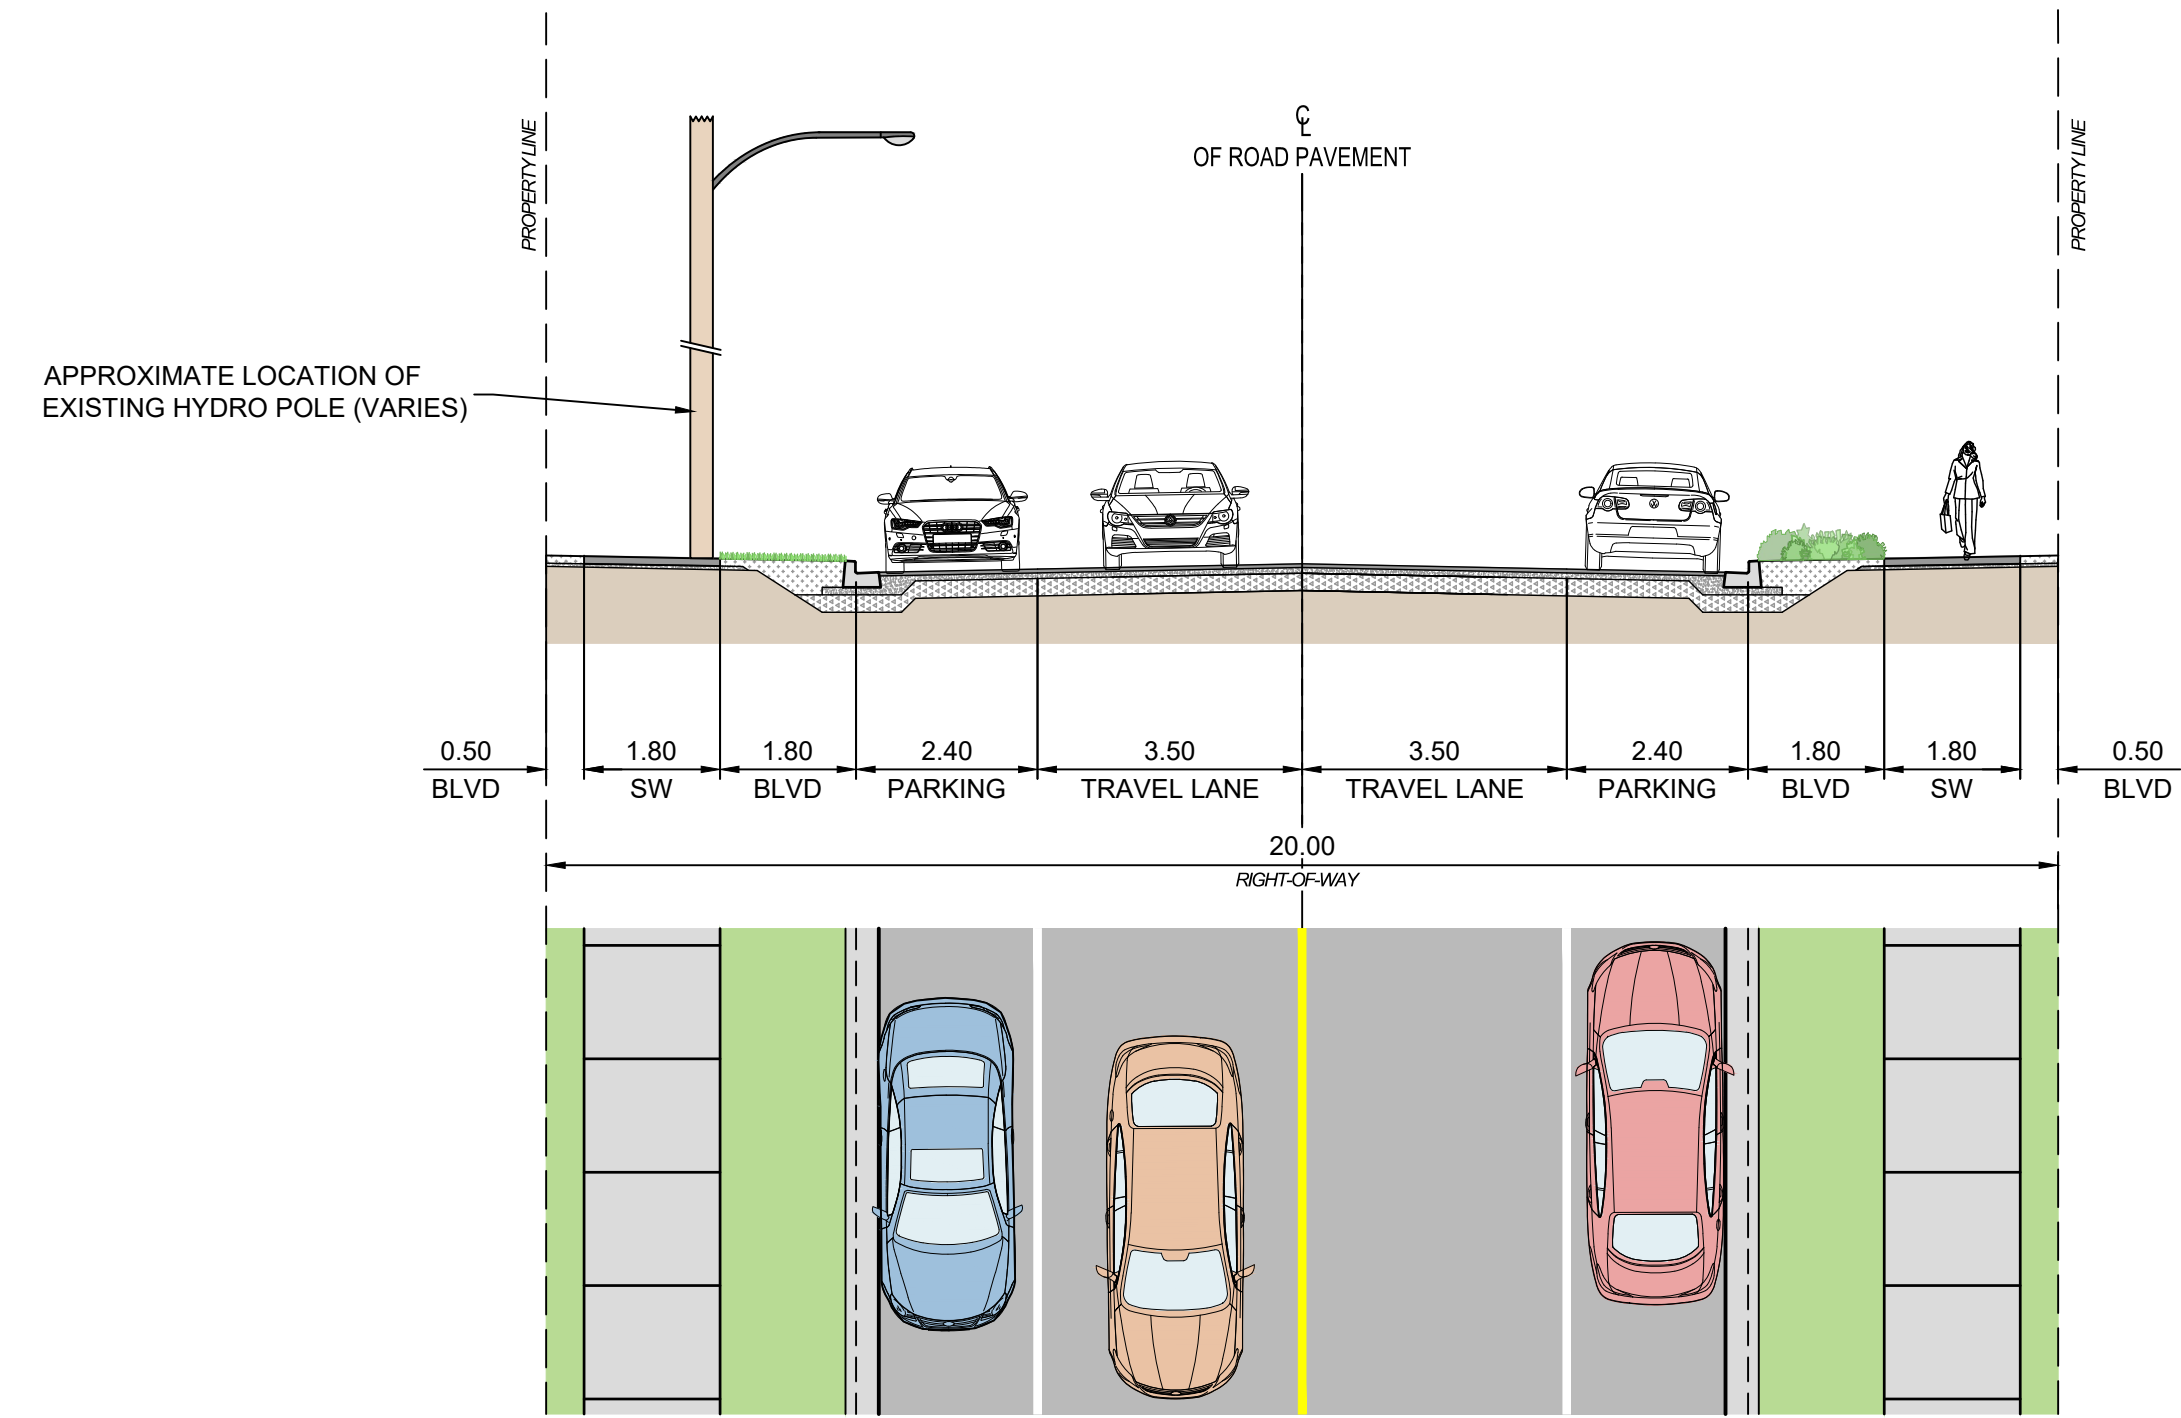 PROPERTY LINE
℄
OF ROAD PAVEMENT
PROPERTY LINE
APPROXIMATE LOCATION OF
EXISTING HYDRO POLE (VARIES)
0.50 1.80 1.80 2.40 3.50 3.50 2.40 1.80 1.80 0.50
BLVD SW BLVD PARKING TRAVEL LANE TRAVEL LANE PARKING BLVD SW BLVD
20.00
RIGHT-OF-WAY